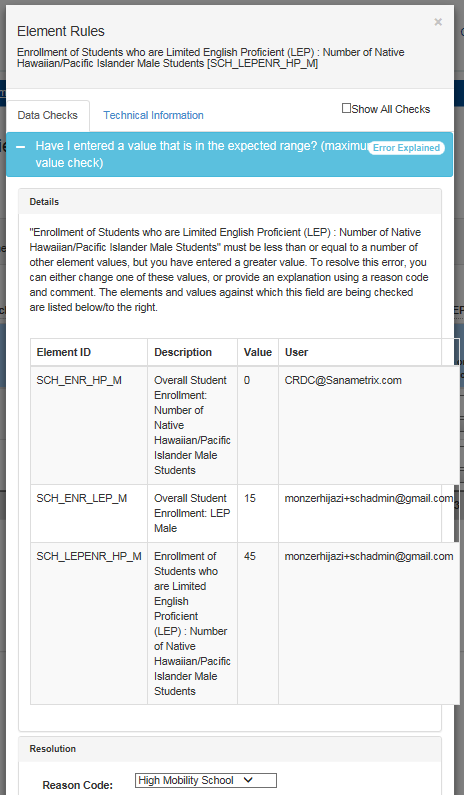 ×
Element Rules
Enrollment of Students who are Limited English Proficient (LEP) : Number of Native
Hawaiian/Pacific Islander Male Students [SCH_LEPENR_HP_M]
Data Checks
Technical Information
Show All Checks
Have I entered a value that is in the expected range? (maximu
Error Explained
value check)
Details
"Enrollment of Students who are Limited English Proficient (LEP) : Number of Native
Hawaiian/Pacific Islander Male Students" must be less than or equal to a number of
other element values, but you have entered a greater value. To resolve this error, you
can either change one of these values, or provide an explanation using a reason code
and comment. The elements and values against which this field are being checked
are listed below/to the right.
Element ID Description Value User
SCH_ENR_HP_M Overall Student 0 CRDC@Sanametrix.com
Enrollment:
Number of
Native
Hawaiian/Pacific
Islander Male
Students
SCH_ENR_LEP_M Overall Student 15 monzerhijazi+schadmin@gmail.com
Enrollment: LEP
Male
SCH_LEPENR_HP_M Enrollment of 45 monzerhijazi+schadmin@gmail.com
Students who
are Limited
English
Proficient
(LEP) : Number
of Native
Hawaiian/Pacific
Islander Male
Students
Resolution
Reason Code: High Mobility School